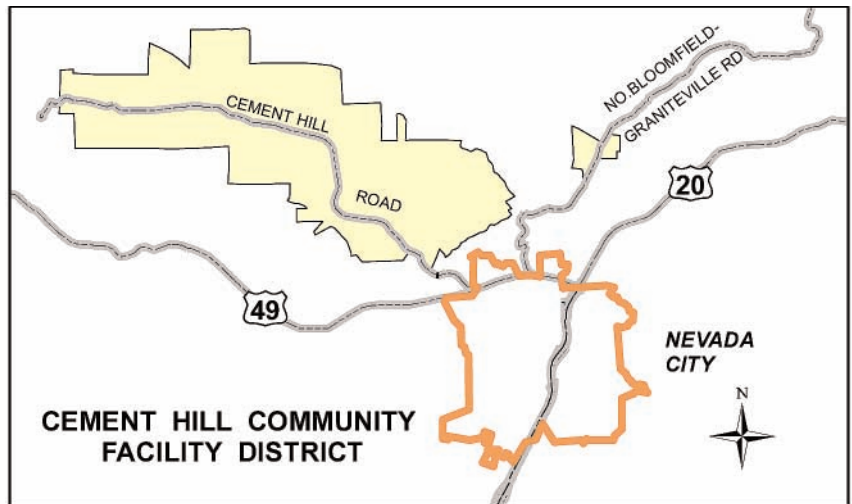 NO.BLOOMFIELD-
GRANITEVILLE RD
CEMENT HILL
ROAD
20
49
NEVADA
CITY
N
CEMENT HILL COMMUNITY
FACILITY DISTRICT